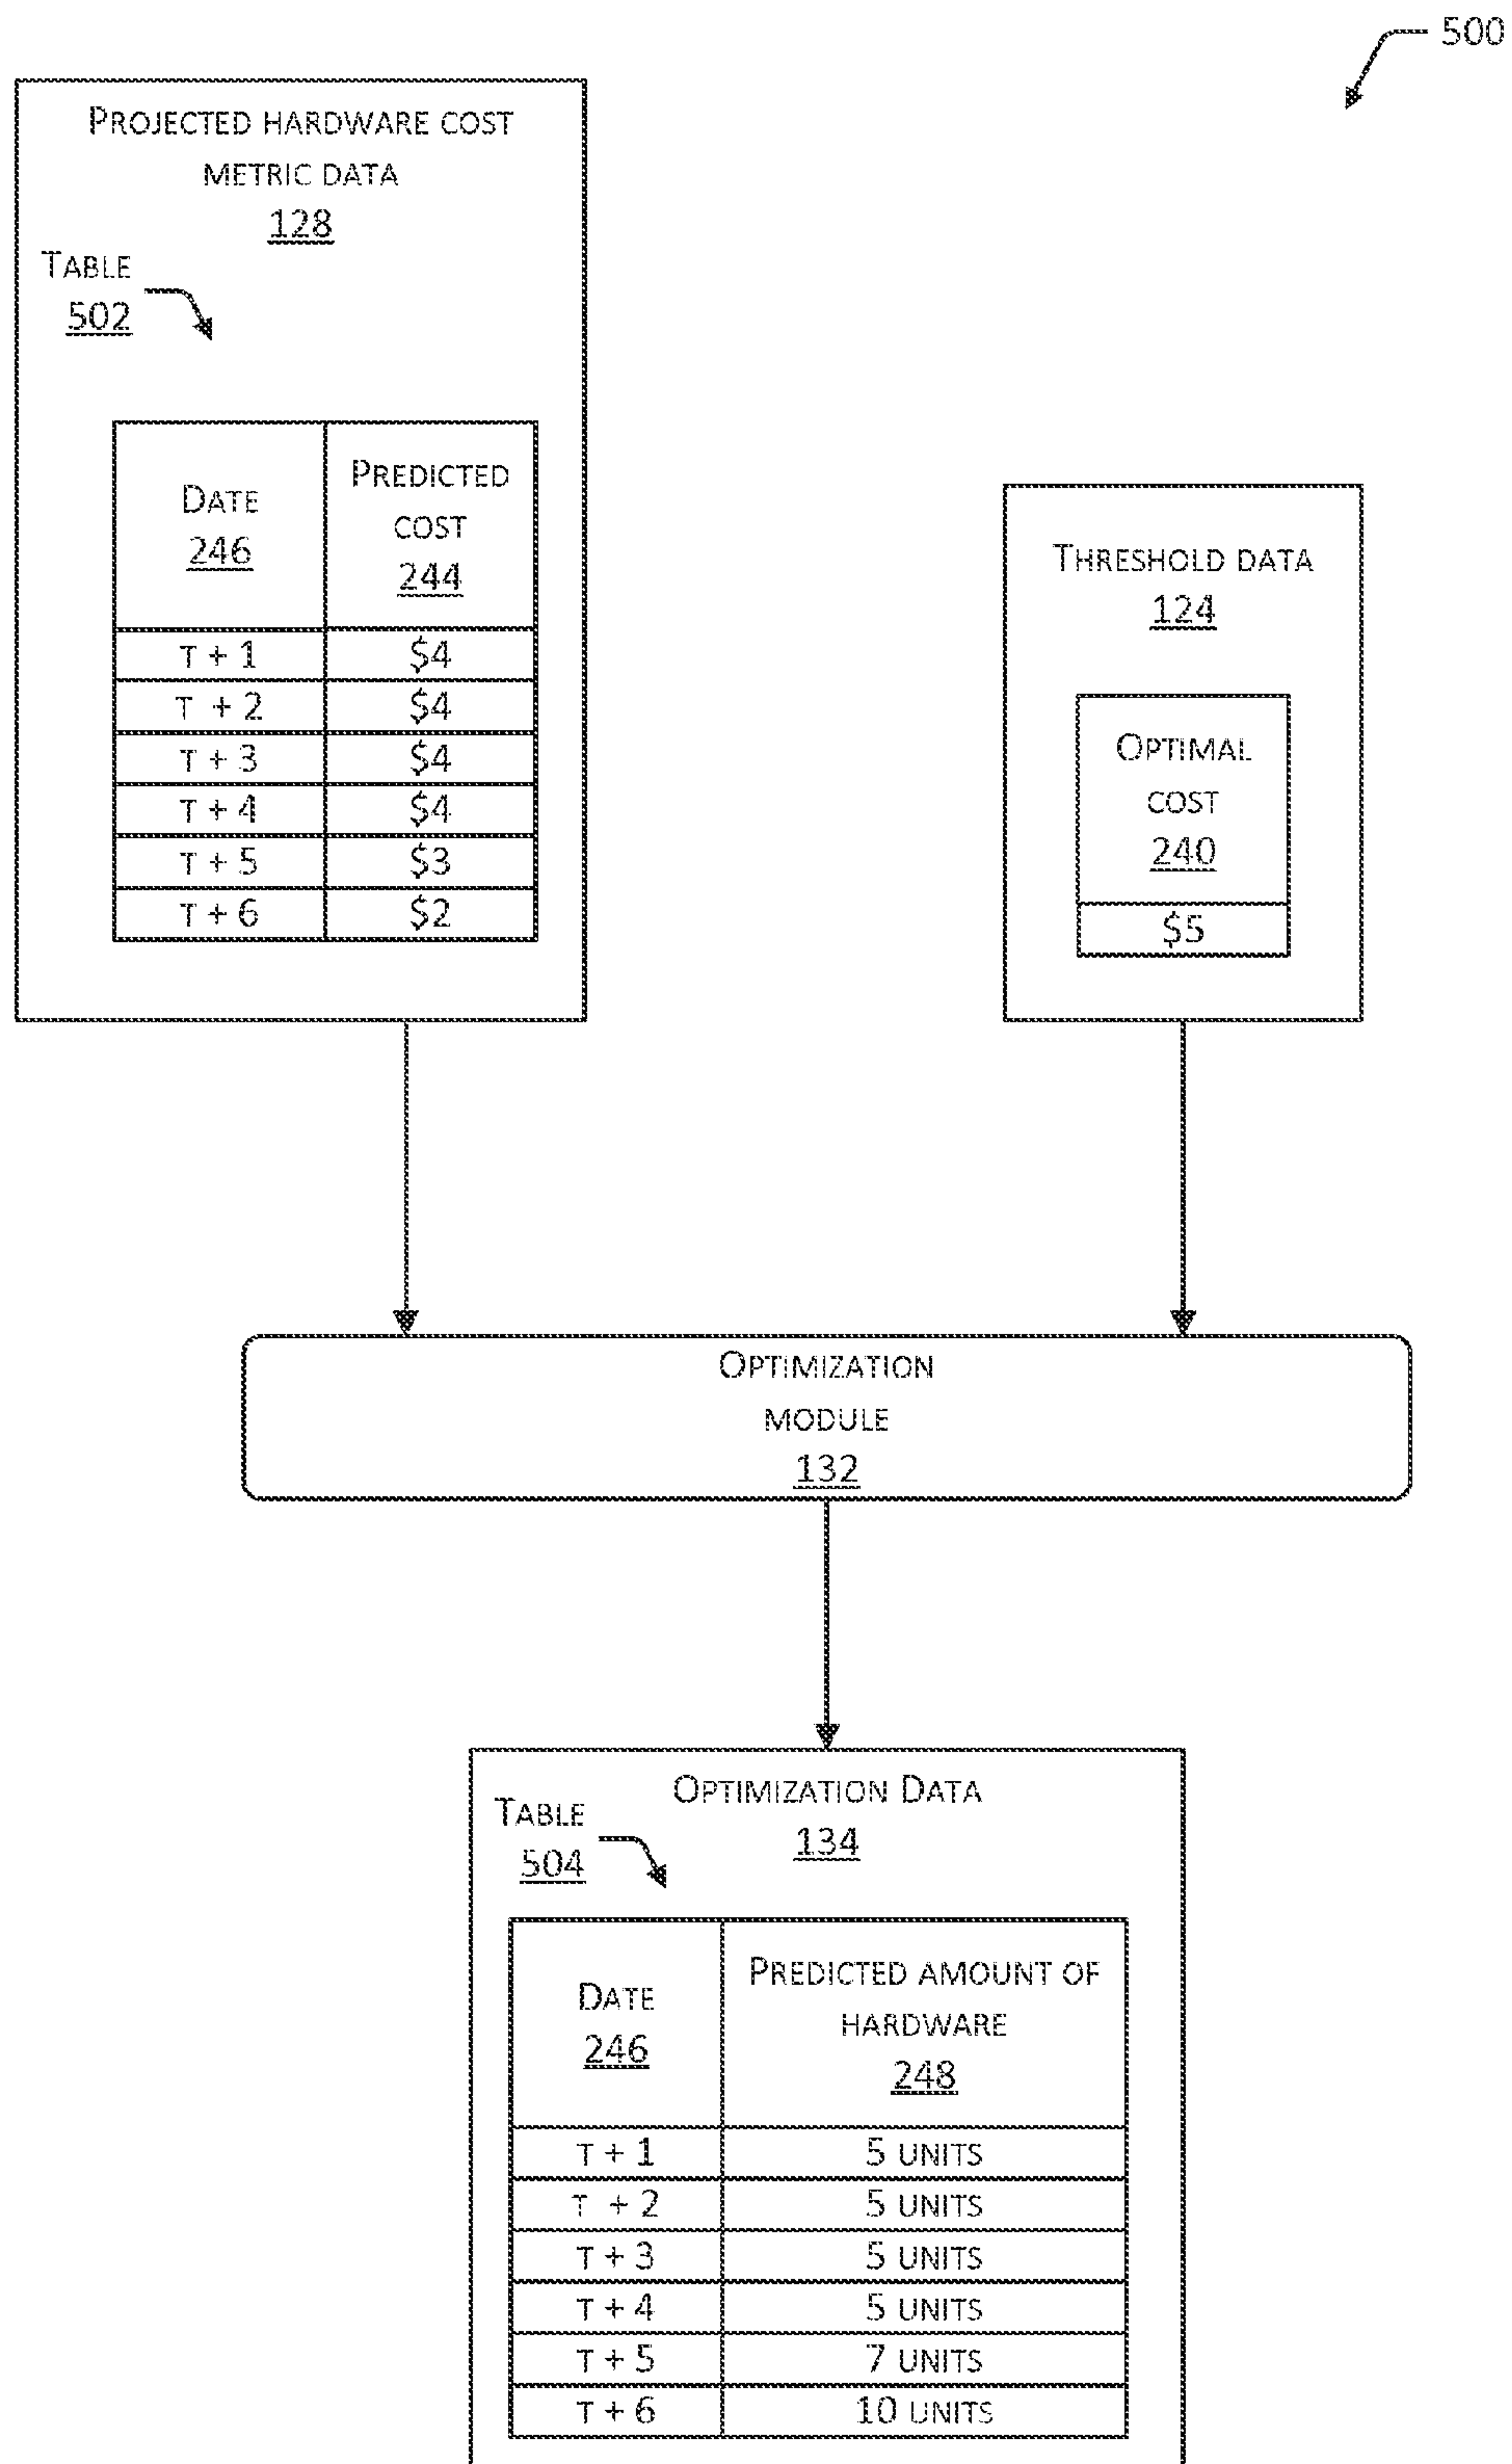 500
PROJECTED HARDWARE COST
METRIC DATA
128
TABLE
502
DATE
246
PREDICTED
COST
244
T + 1 $4
T + 2 $4
T + 3 $4
T + 4 $4
T + 5 $3
T + 6 $2
THRESHOLD DATA
124
OPTIMAL
COST
240
$5
OPTIMIZATION
MODULE
132
OPTIMIZATION DATA
134
TABLE
504
DATE
246
PREDICTED AMOUNT OF
HARDWARE
248
T + 1 5 UNITS
T + 2 5 UNITS
T + 3 5 UNITS
T + 4 5 UNITS
T + 5 7 UNITS
T + 6 10 UNITS